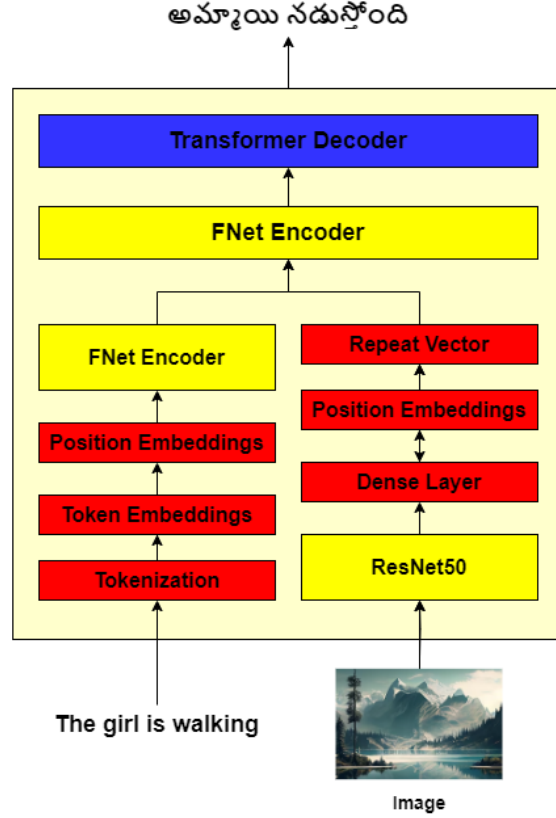 అమ్మాయి నడుస్తోంది
Transformer Decoder
FNet Encoder
FNet Encoder
Repeat Vector
Position Embeddings
Position Embeddings
Dense Layer
Token Embeddings
ResNet50
Tokenization
The girl is walking
Image